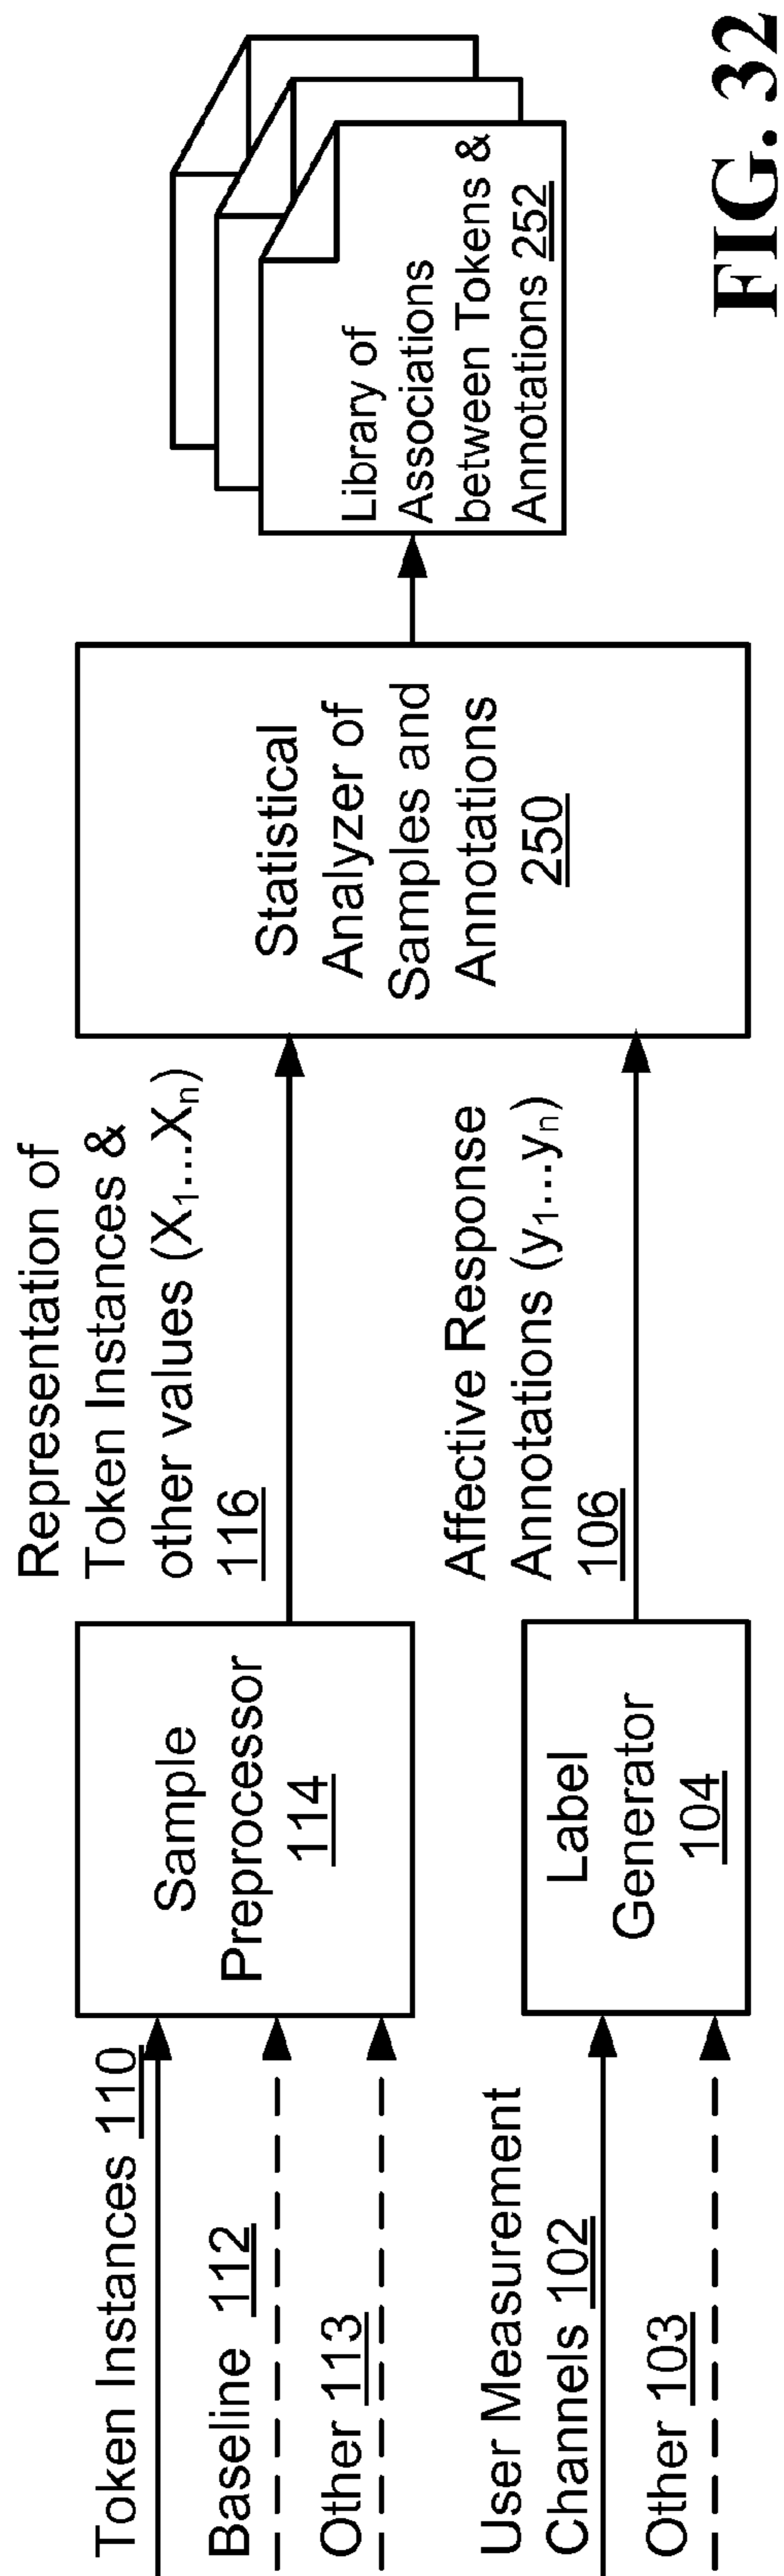 Token Instances 110
Baseline 112
Other 113
User Measurement
Channels 102
Other 103
Sample
Preprocessor
114
Label
Generator
104
Representation of
Token Instances &
other values (X₁...Xₙ)
116
Affective Response
Annotations (y₁...yₙ)
106
Statistical
Analyzer of
Samples and
Annotations
250
Library of
Associations
between Tokens &
Annotations 252
FIG. 32